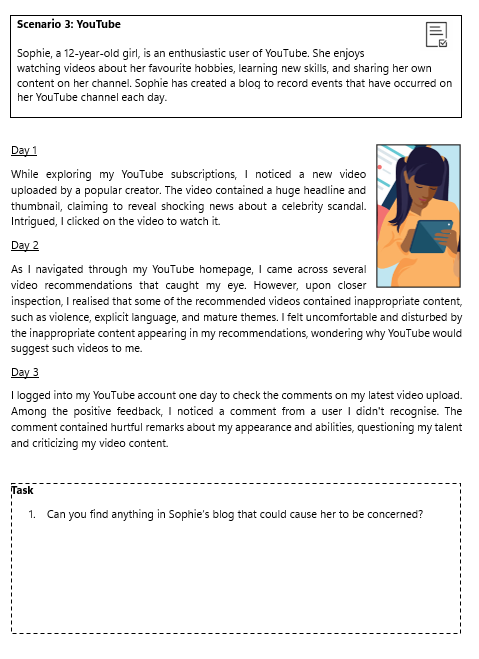 Scenario 3: YouTube
Sophie, a 12-year-old girl, is an enthusiastic user of YouTube. She enjoys
watching videos about her favourite hobbies, learning new skills, and sharing her own
content on her channel. Sophie has created a blog to record events that have occurred on
her YouTube channel each day.
Day 1
While exploring my YouTube subscriptions, I noticed a new video
uploaded by a popular creator. The video contained a huge headline and
thumbnail, claiming to reveal shocking news about a celebrity scandal.
Intrigued, I clicked on the video to watch it.
Day 2
As I navigated through my YouTube homepage, I came across several
video recommendations that caught my eye. However, upon closer
inspection, I realised that some of the recommended videos contained inappropriate content,
such as violence, explicit language, and mature themes. I felt uncomfortable and disturbed by
the inappropriate content appearing in my recommendations, wondering why YouTube would
suggest such videos to me.
Day 3
I logged into my YouTube account one day to check the comments on my latest video upload.
Among the positive feedback, I noticed a comment from a user I didn't recognise. The
comment contained hurtful remarks about my appearance and abilities, questioning my talent
and criticizing my video content.
Task
1. Can you find anything in Sophie's blog that could cause her to be concerned?